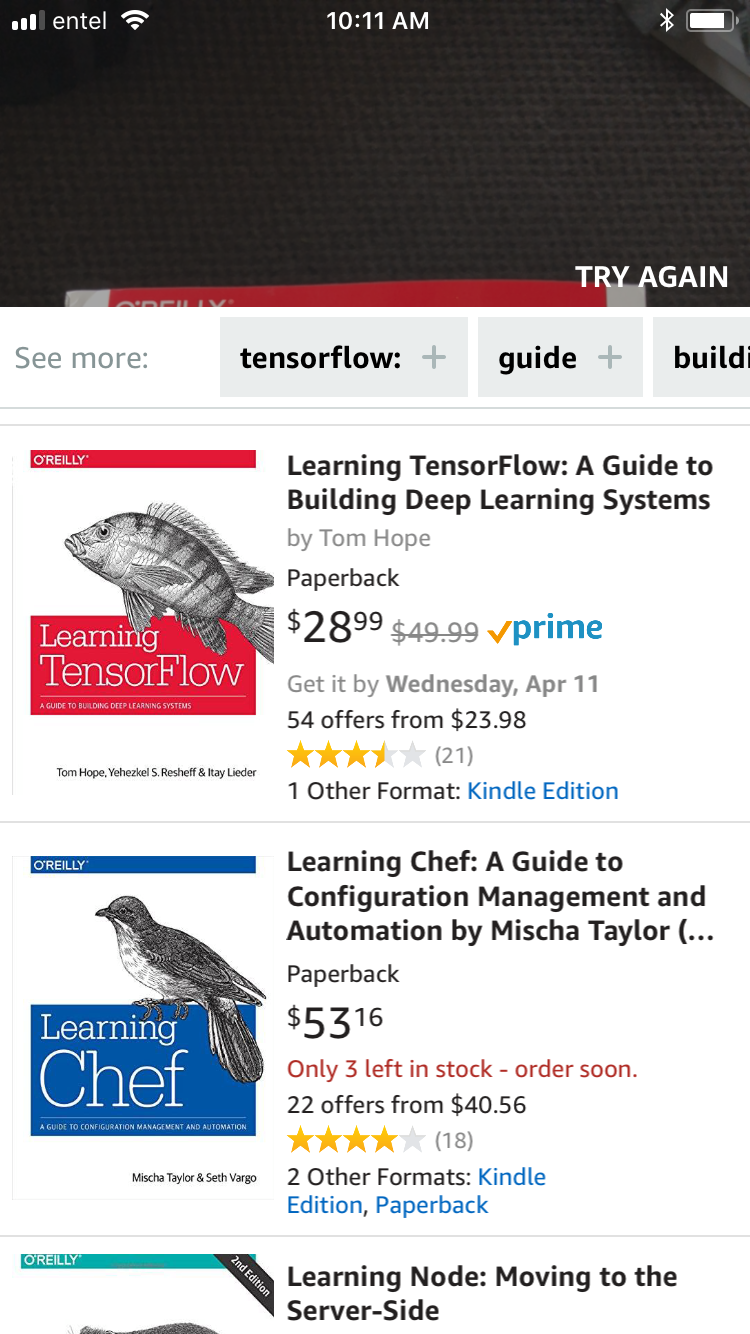 entel
10:11 AM
O'REILLY
TRY AGAIN
See more:
tensorflow: +
guide +
buildi
O'REILLY
Learning
TensorFlow
A GUIDE TO BUILDING DEEP LEARNING SYSTEMS
Tom Hope, Yehezkel S. Resheff & Itay Lieder
Learning TensorFlow: A Guide to
Building Deep Learning Systems
by Tom Hope
Paperback
$2899 $49.99 prime
Get it by Wednesday, Apr 11
54 offers from $23.98
(21)
1 Other Format: Kindle Edition
O'REILLY
Learning
Chef
A GUIDE TO CONFIGURATION MANAGEMENT AND AUTOMATION
Mischa Taylor & Seth Vargo
Learning Chef: A Guide to
Configuration Management and
Automation by Mischa Taylor (...
Paperback
$5316
Only 3 left in stock - order soon.
22 offers from $40.56
(18)
2 Other Formats: Kindle
Edition, Paperback
O'REILLY
2nd Edition
Learning Node: Moving to the
Server-Side